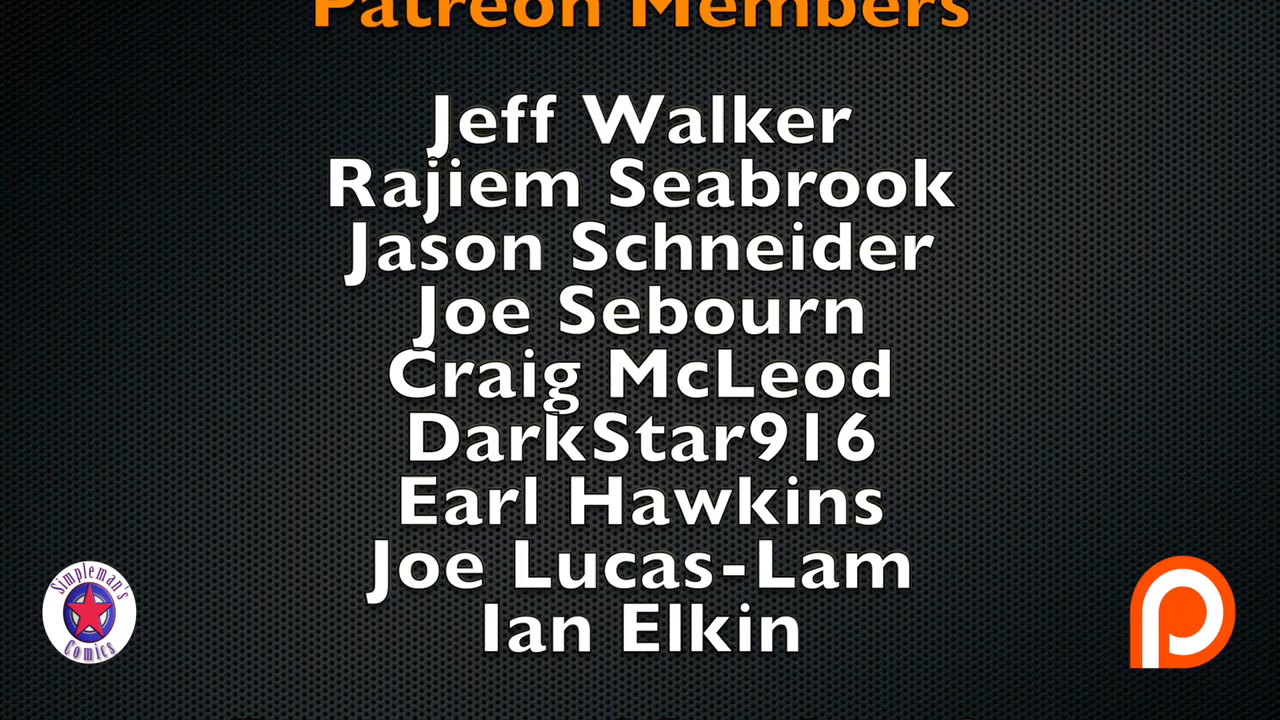 Patreon Members
Jeff Walker
Rajiem Seabrook
Jason Schneider
Joe Sebourn
Craig McLeod
DarkStar916
Earl Hawkins
Joe Lucas-Lam
Ian Elkin
Simpleman's
Comics